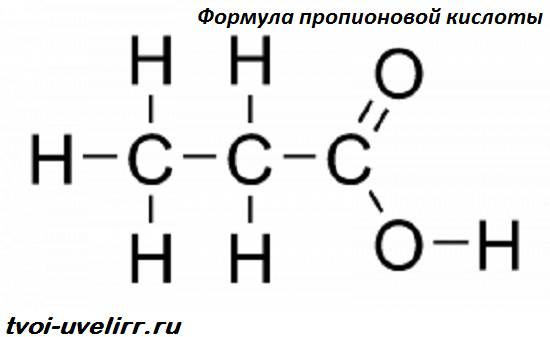 Формула пропионовой кислоты
H H O
H C C C
H H O H
tvoi-uvelirr.ru